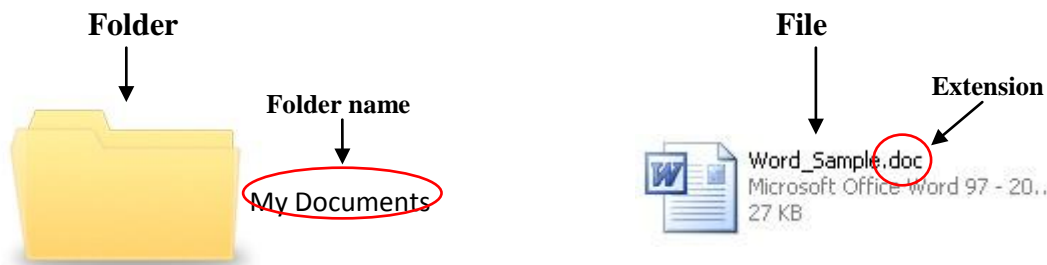 Folder
Folder name
My Documents
File
Extension
Word_Sample.doc
Microsoft Office Word 97 - 20...
27 KB
W